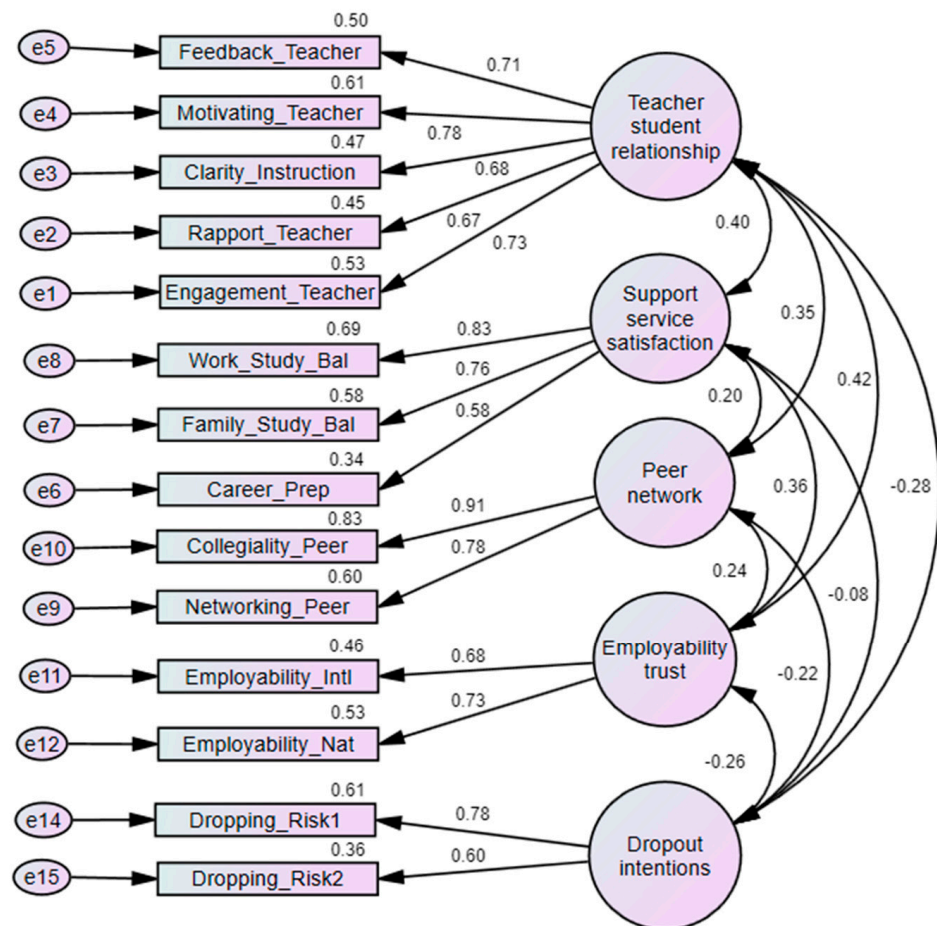 0.50
e5
Feedback_Teacher
0.71
Teacher
student
relationship
0.61
e4
Motivating_Teacher
0.78
0.47
e3
Clarity_Instruction
0.68
0.45
e2
Rapport_Teacher
0.67
0.40
0.73
0.53
e1
Engagement_Teacher
Support
service
satisfaction
0.35
0.69
e8
Work_Study_Bal
0.83
0.76
0.42
0.58
e7
Family_Study_Bal
0.58
0.20
0.34
e6
Career_Prep
Peer
network
0.36
-0.28
0.83
e10
Collegiality_Peer
0.91
0.78
0.24
0.60
e9
Networking_Peer
-0.08
0.46
e11
Employability_Intl
0.68
Employability
trust
-0.22
0.53
e12
Employability_Nat
0.73
-0.26
0.61
e14
Dropping_Risk1
0.78
Dropout
intentions
0.36
e15
Dropping_Risk2
0.60